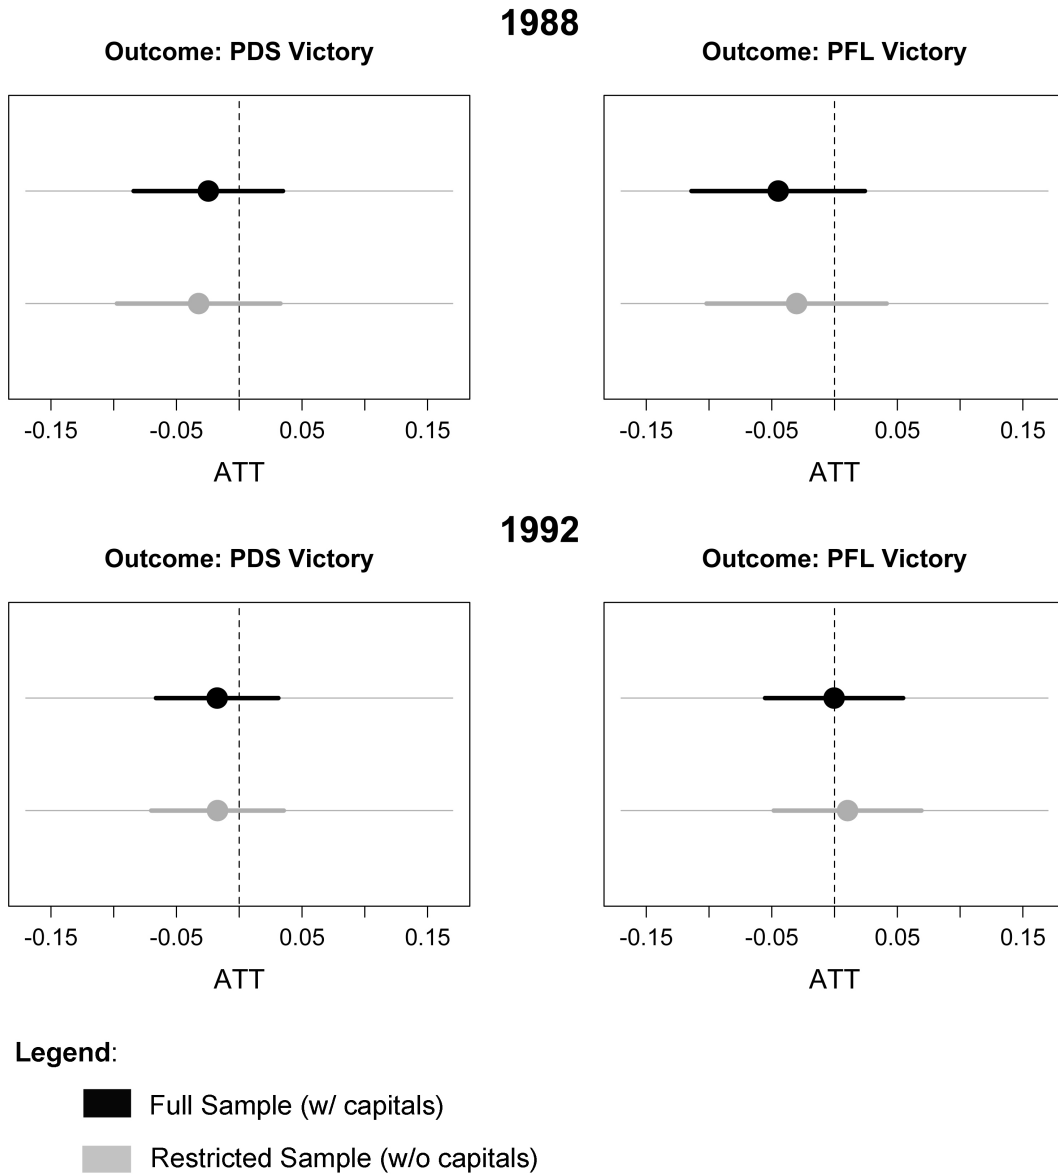 1988
Outcome: PDS Victory
Outcome: PFL Victory
-0.15 -0.05 0.05 0.15
-0.15 -0.05 0.05 0.15
ATT
ATT
1992
Outcome: PDS Victory
Outcome: PFL Victory
-0.15 -0.05 0.05 0.15
-0.15 -0.05 0.05 0.15
ATT
ATT
Legend:
Full Sample (w/ capitals)
Restricted Sample (w/o capitals)